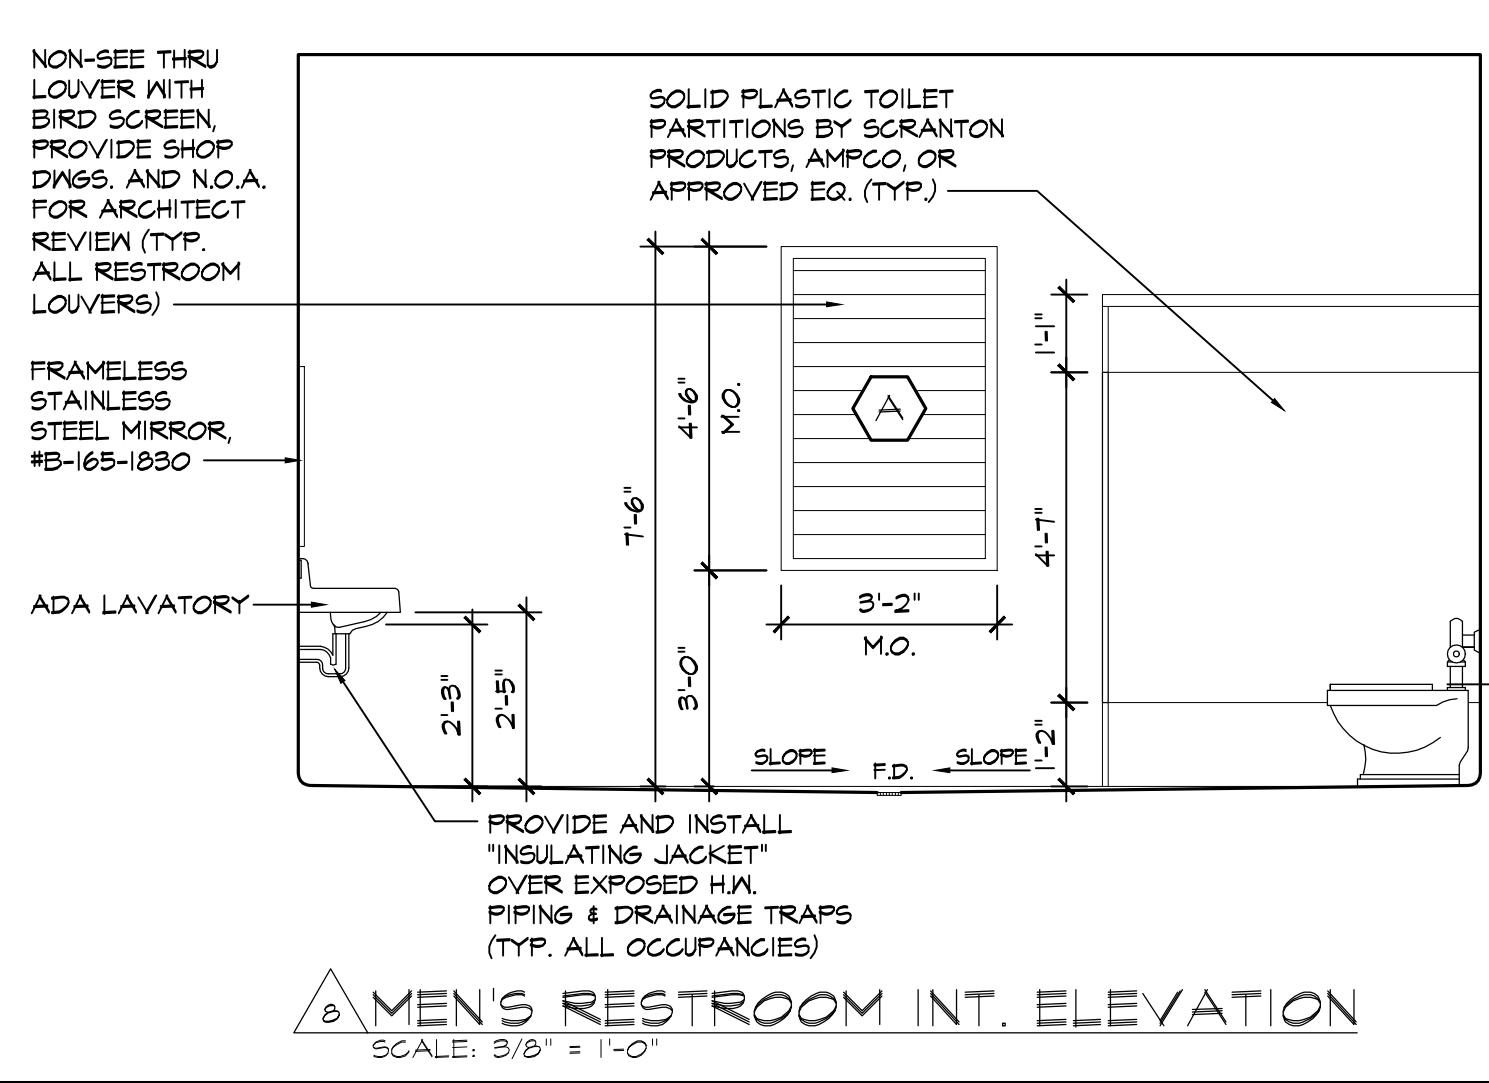 NON-SEE THRU
LOUVER WITH
BIRD SCREEN,
PROVIDE SHOP
DWGS. AND N.O.A.
FOR ARCHITECT
REVIEW (TYP.
ALL RESTROOM
LOUVERS)
FRAMELESS
STAINLESS
STEEL MIRROR,
#B-165-1830
ADA LAVATORY
SOLID PLASTIC TOILET
PARTITIONS BY SCRANTON
PRODUCTS, AMPCO, OR
APPROVED EQ. (TYP.)
2'-3"
2'-5"
7'-6"
4'-6"
M.O.
3'-0"
A
3'-2"
M.O.
1'-1"
4'-7"
1'-2"
SLOPE
F.D.
SLOPE
PROVIDE AND INSTALL
"INSULATING JACKET"
OVER EXPOSED H.W.
PIPING & DRAINAGE TRAPS
(TYP. ALL OCCUPANCIES)
8
MEN'S RESTROOM INT. ELEVATION
SCALE: 3/8" = 1'-0"